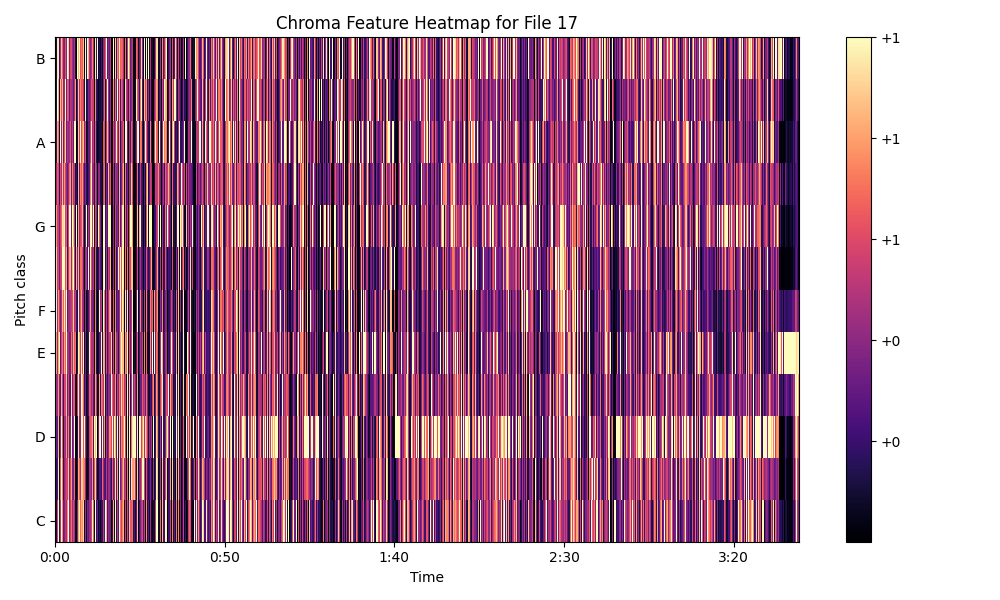 Chroma Feature Heatmap for File 17
Pitch class
B
A
G
F
E
D
C
0:00 0:50 1:40 2:30 3:20
Time
+1
+1
+1
+0
+0